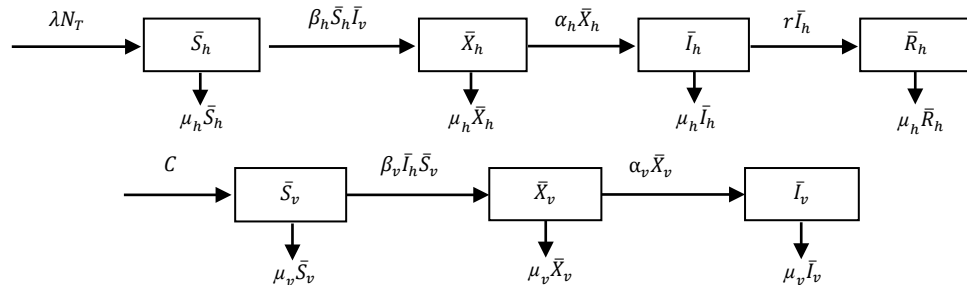 λN_T β_h S̄_h Ī_v α_h X̄_h r Ī_h
S̄_h X̄_h Ī_h R̄_h
μ_h S̄_h μ_h X̄_h μ_h Ī_h μ_h R̄_h
C β_v Ī_h S̄_v α_v X̄_v
S̄_v X̄_v Ī_v
μ_v S̄_v μ_v X̄_v μ_v Ī_v